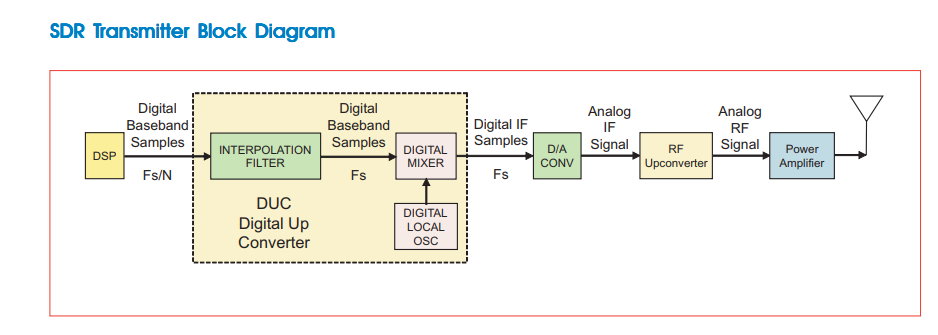 SDR Transmitter Block Diagram
Digital
Baseband
Samples
Fs/N
DSP
INTERPOLATION
FILTER
Digital
Baseband
Samples
Fs
DIGITAL
MIXER
DIGITAL
LOCAL
OSC
DUC
Digital Up
Converter
Digital IF
Samples
Fs
D/A
CONV
Analog
IF
Signal
RF
Upconverter
Analog
RF
Signal
Power
Amplifier